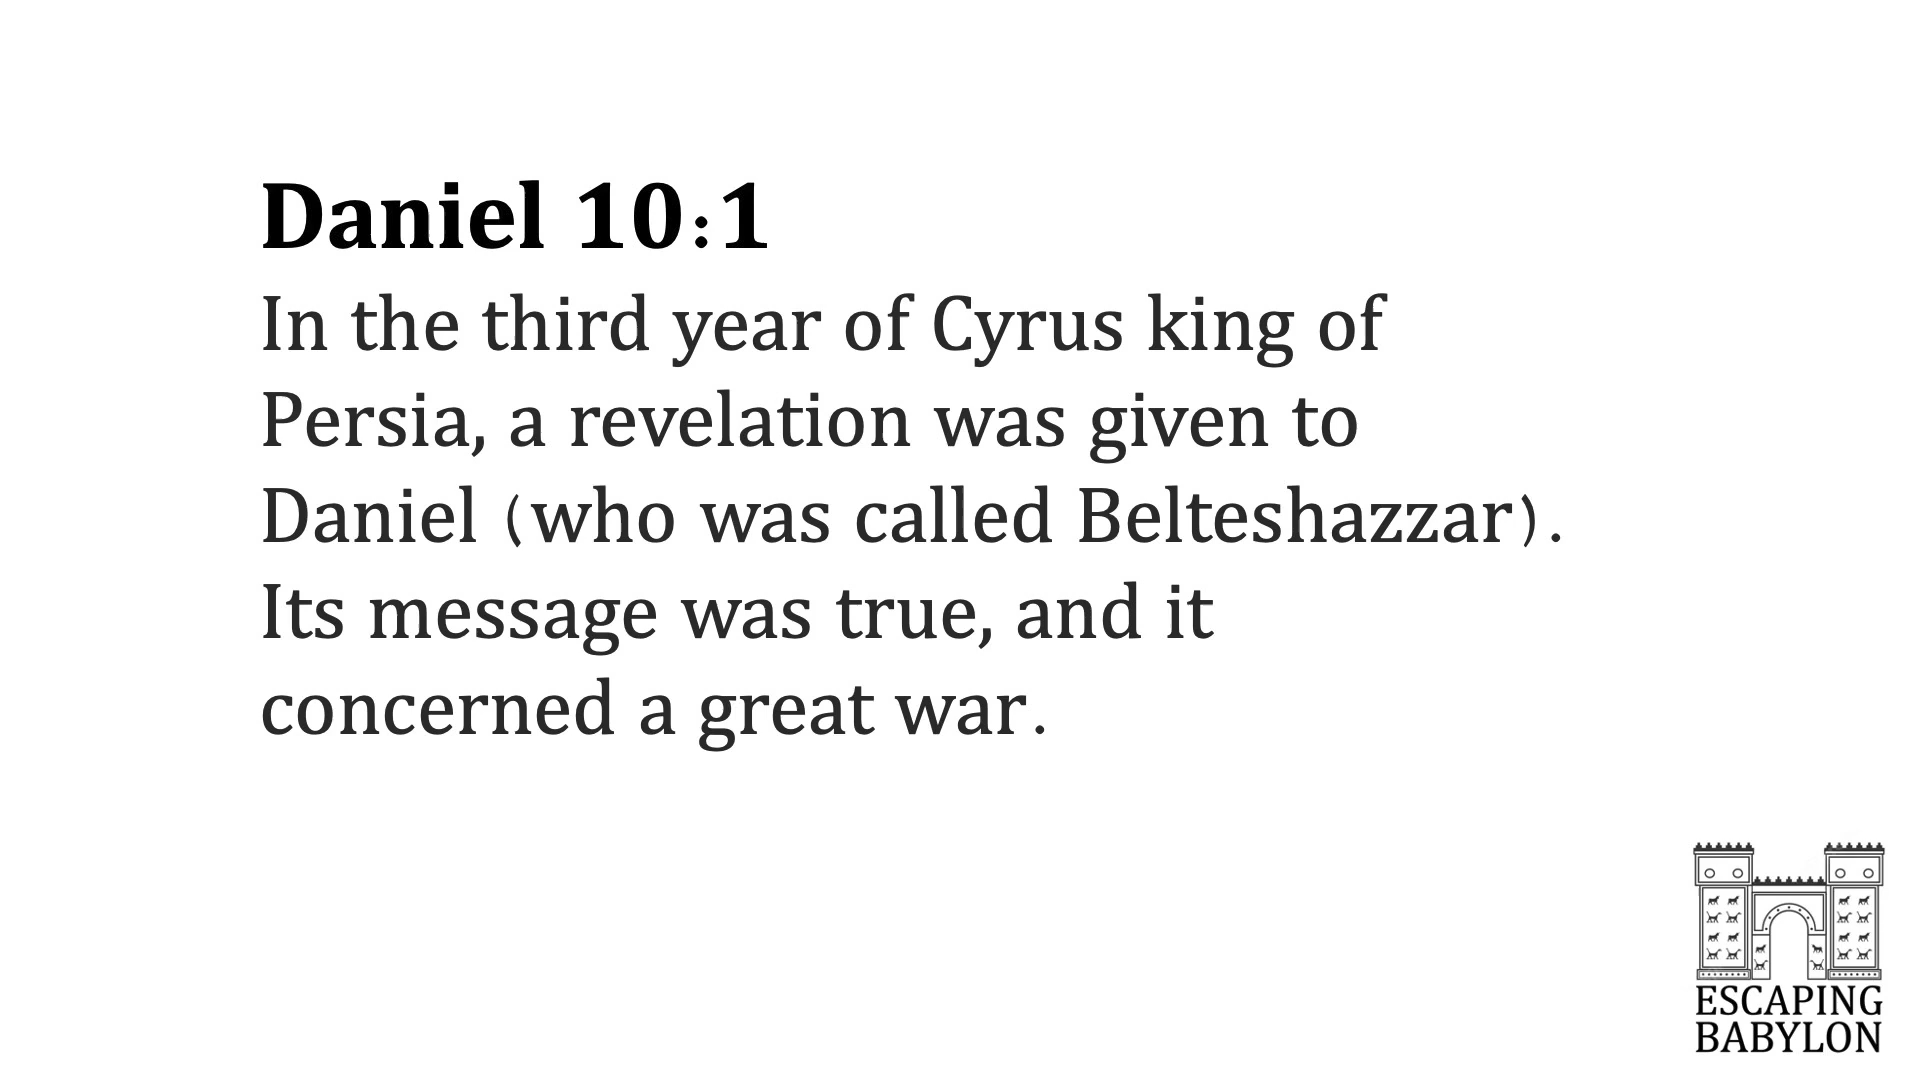 Daniel 10:1
In the third year of Cyrus king of
Persia, a revelation was given to
Daniel (who was called Belteshazzar).
Its message was true, and it
concerned a great war.
ESCAPING
BABYLON